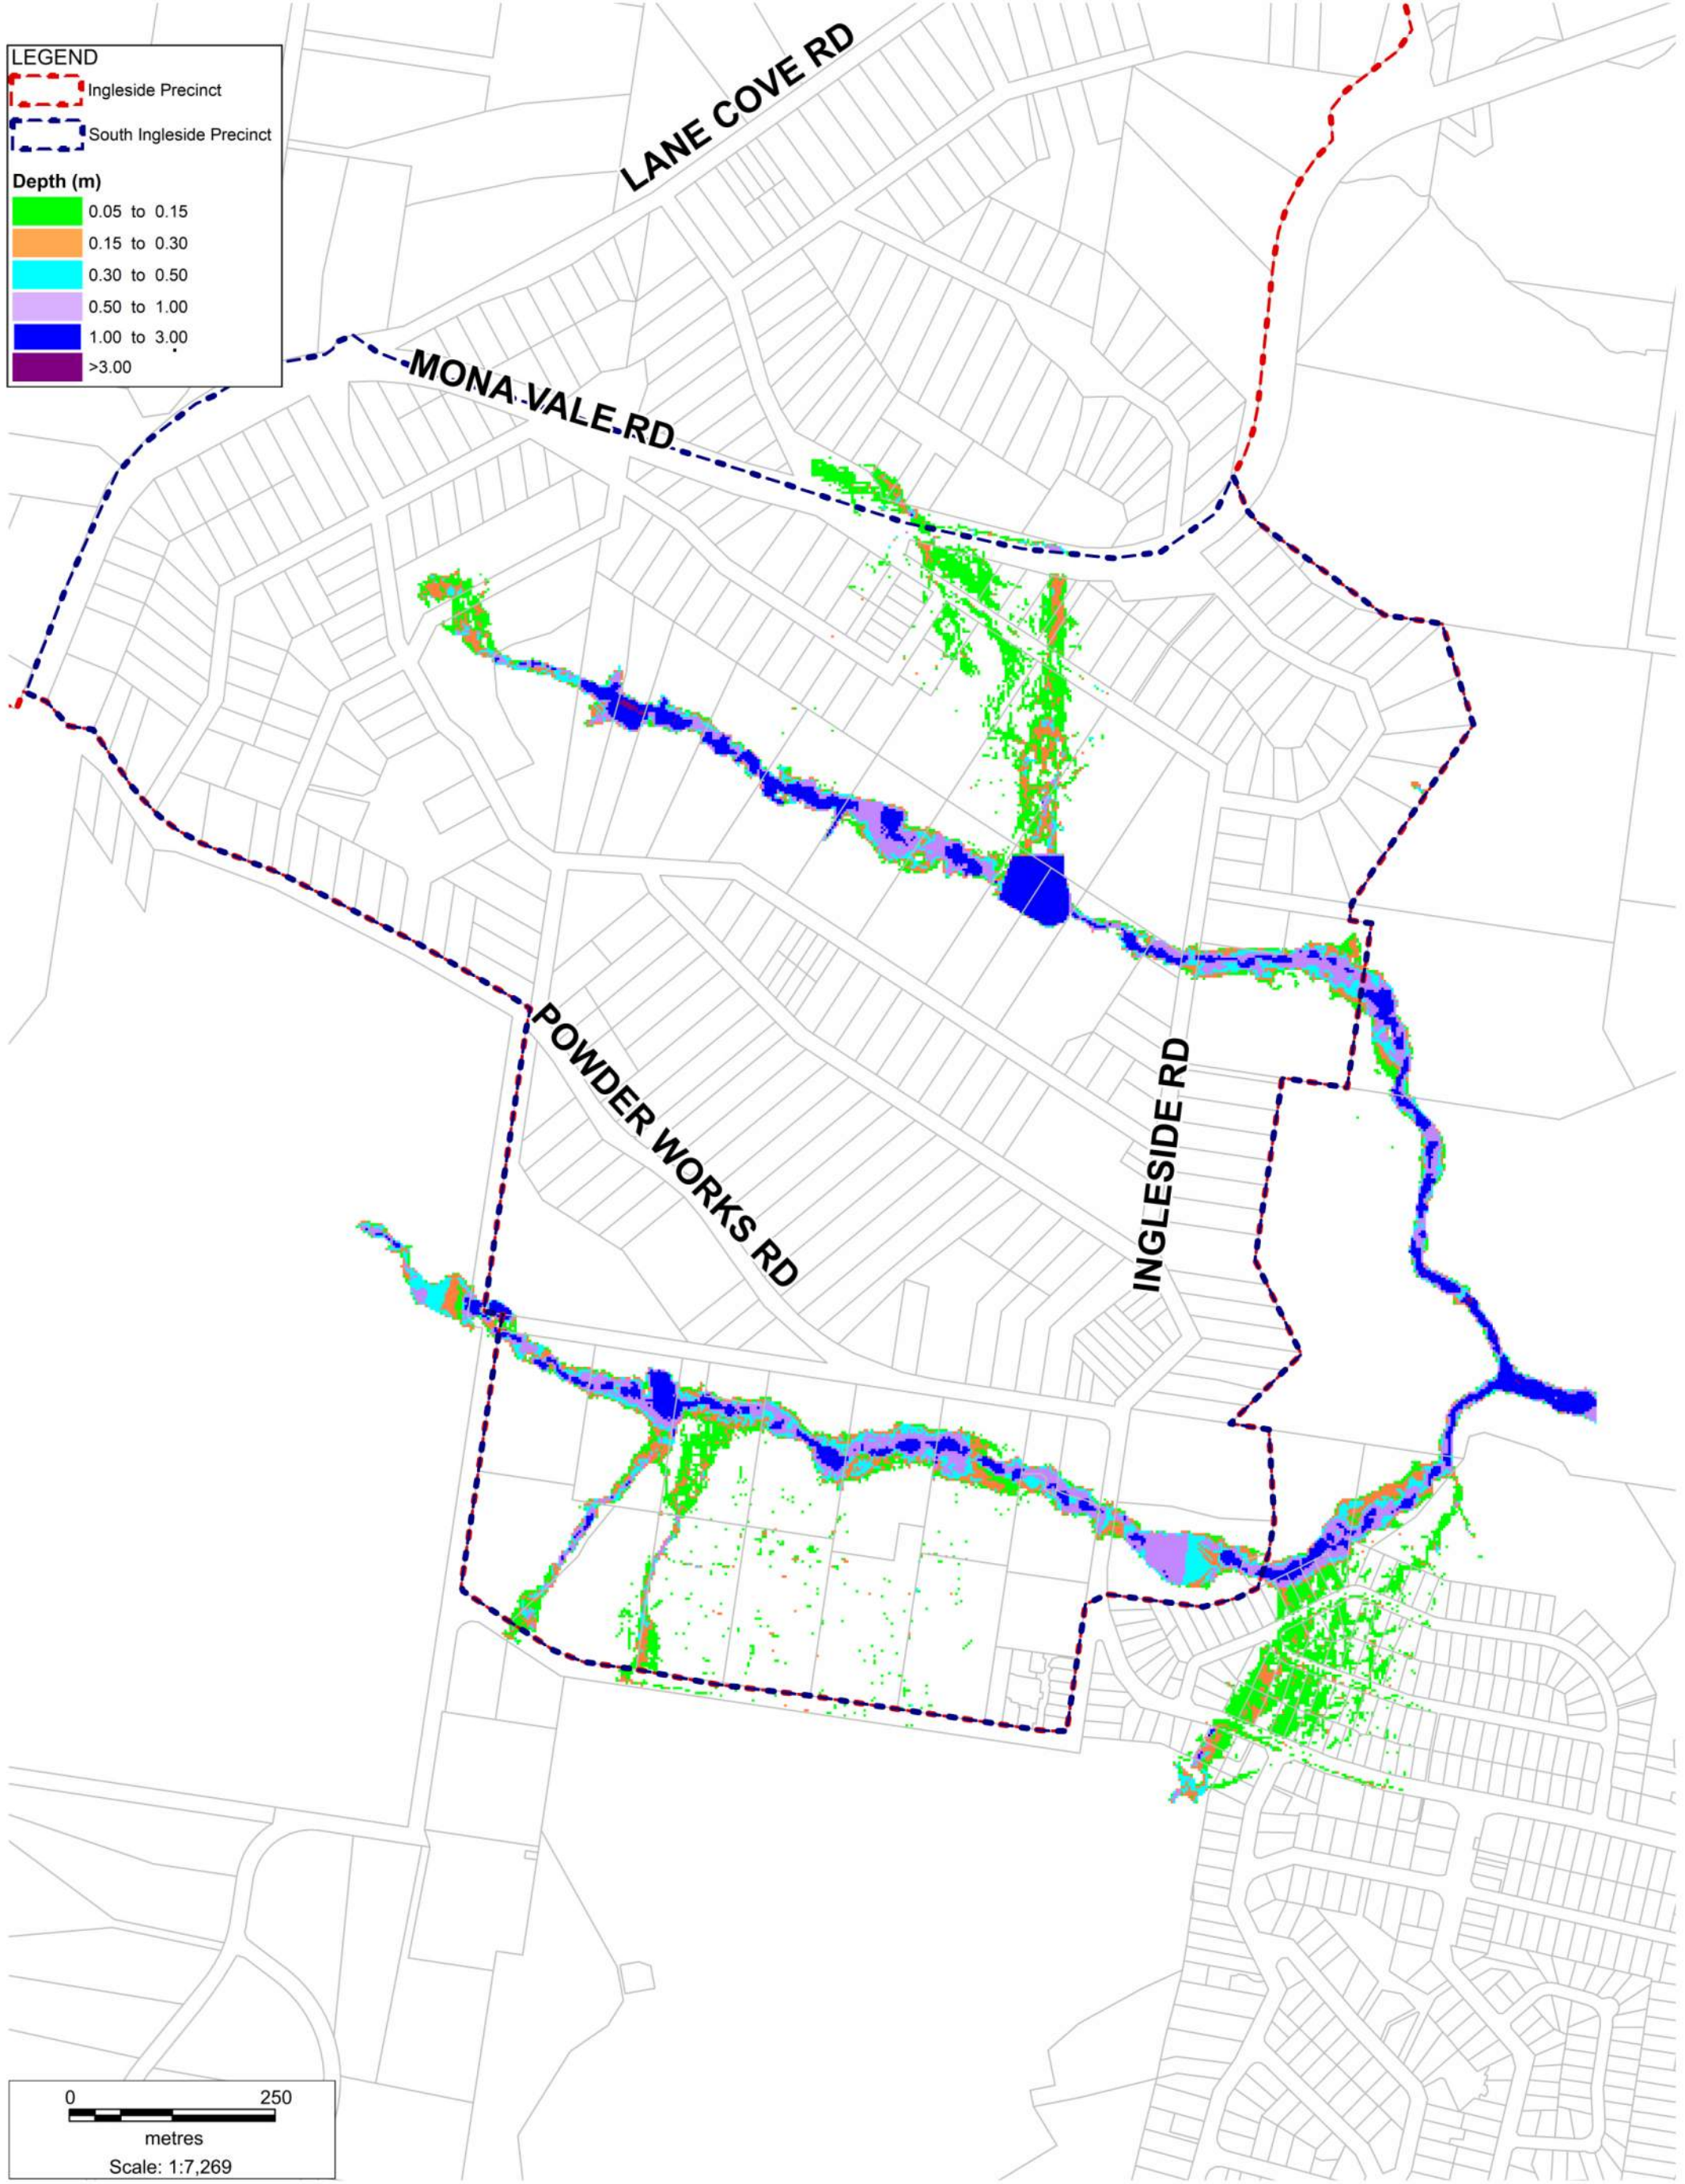 LEGEND
Ingleside Precinct
South Ingleside Precinct
Depth (m)
0.05 to 0.15
0.15 to 0.30
0.30 to 0.50
0.50 to 1.00
1.00 to 3.00
>3.00
LANE COVE RD
MONA VALE RD
POWDER WORKS RD
INGLESIDE RD
0 250
metres
Scale: 1:7,269